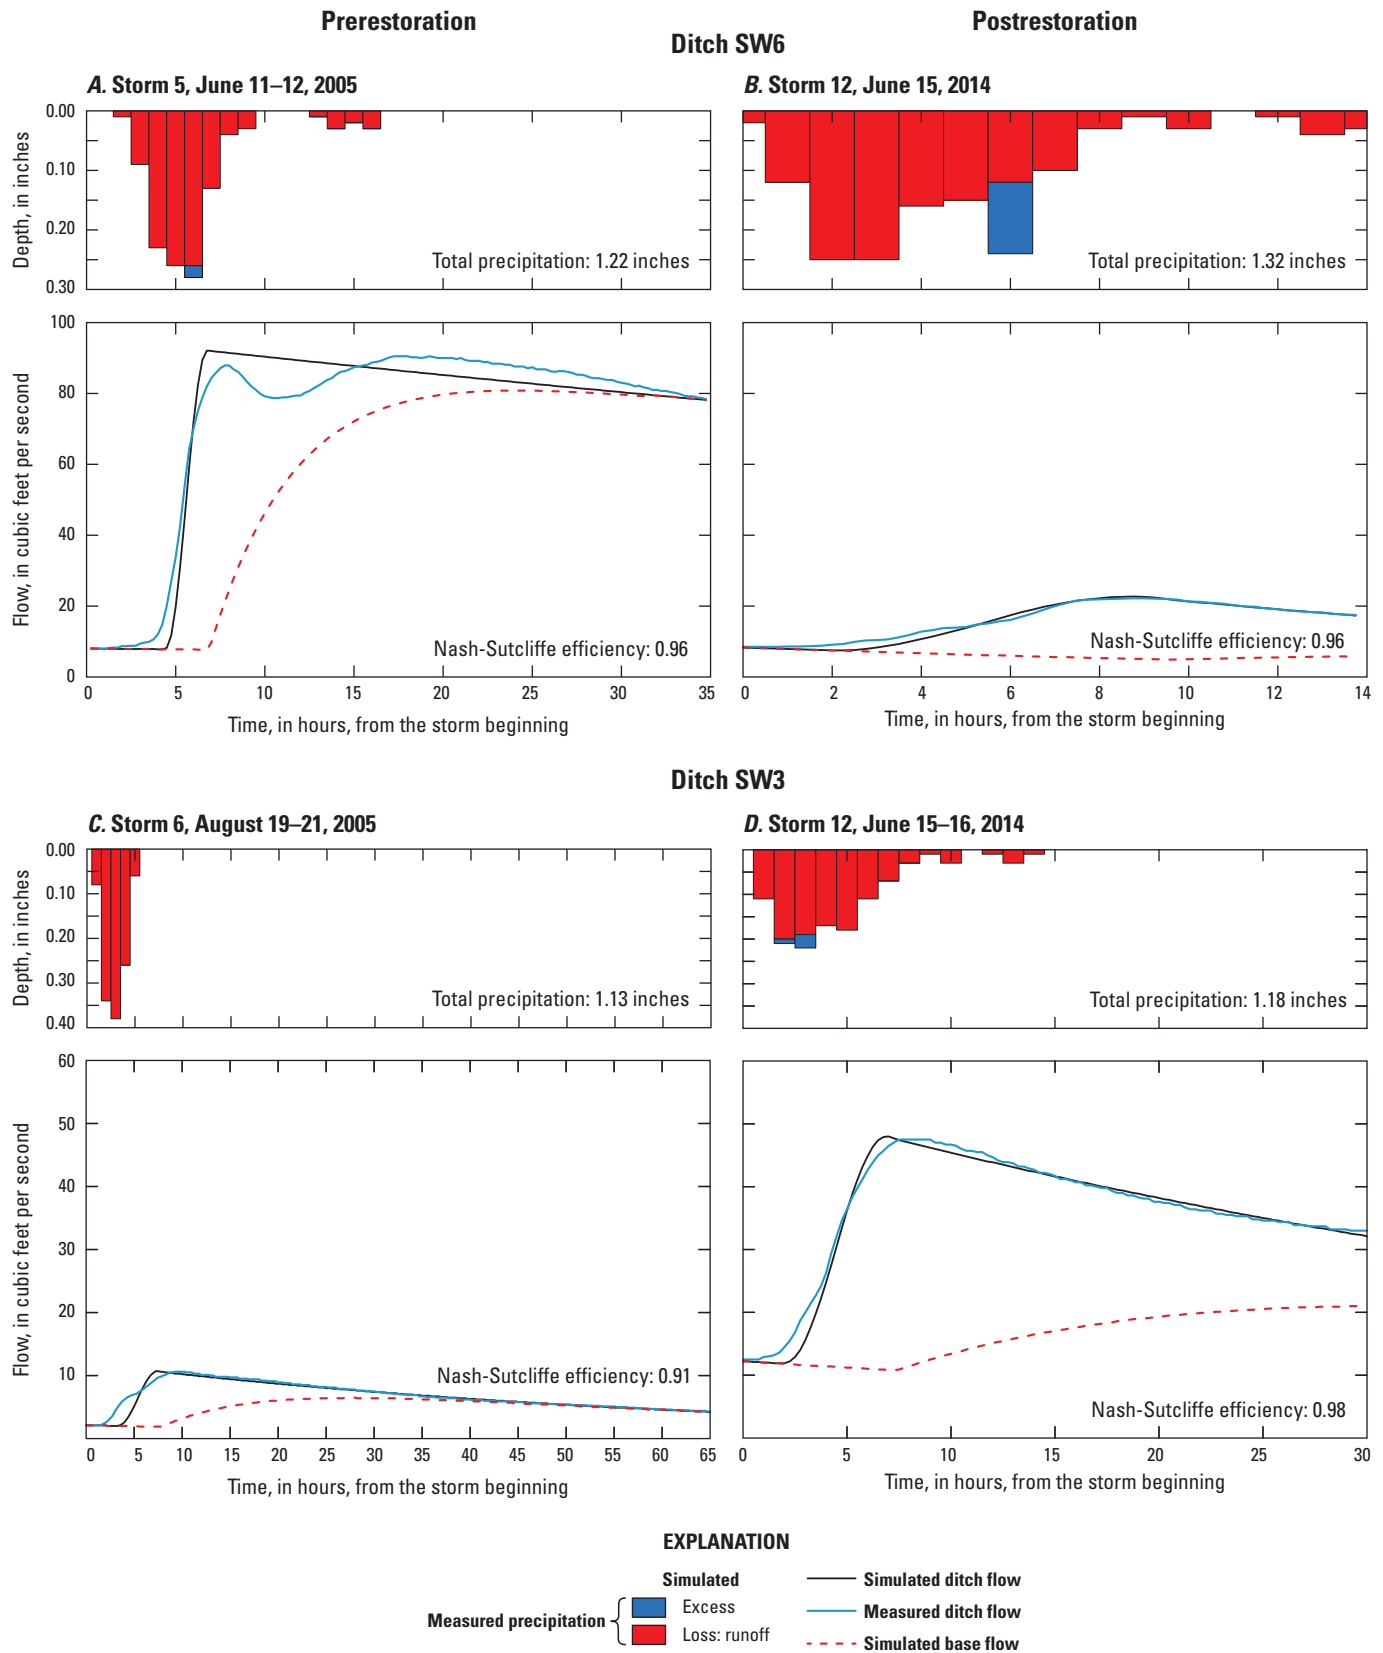 Prerestoration
Postrestoration
Ditch SW6
A. Storm 5, June 11–12, 2005
0.00
0.10
0.20
0.30
Depth, in inches
Total precipitation: 1.22 inches
100
80
60
40
20
0
Flow, in cubic feet per second
Nash-Sutcliffe efficiency: 0.96
0 5 10 15 20 25 30 35
Time, in hours, from the storm beginning
B. Storm 12, June 15, 2014
Total precipitation: 1.32 inches
Nash-Sutcliffe efficiency: 0.96
0 2 4 6 8 10 12 14
Time, in hours, from the storm beginning
Ditch SW3
C. Storm 6, August 19–21, 2005
0.00
0.10
0.20
0.30
0.40
Depth, in inches
Total precipitation: 1.13 inches
60
50
40
30
20
10
Flow, in cubic feet per second
Nash-Sutcliffe efficiency: 0.91
0 5 10 15 20 25 30 35 40 45 50 55 60 65
Time, in hours, from the storm beginning
D. Storm 12, June 15–16, 2014
Total precipitation: 1.18 inches
Nash-Sutcliffe efficiency: 0.98
0 5 10 15 20 25 30
Time, in hours, from the storm beginning
EXPLANATION
Simulated
Measured precipitation
Excess
Loss: runoff
Simulated ditch flow
Measured ditch flow
Simulated base flow